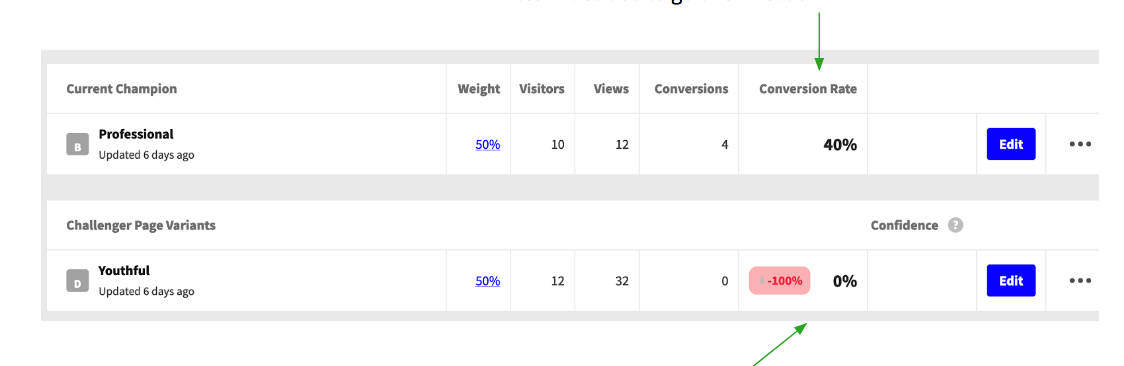 Current Champion Weight Visitors Views Conversions Conversion Rate
B Professional 50% 10 12 4 40% Edit
Updated 6 days ago
Challenger Page Variants Confidence ?
D Youthful 50% 12 32 0 -100% 0% Edit
Updated 6 days ago